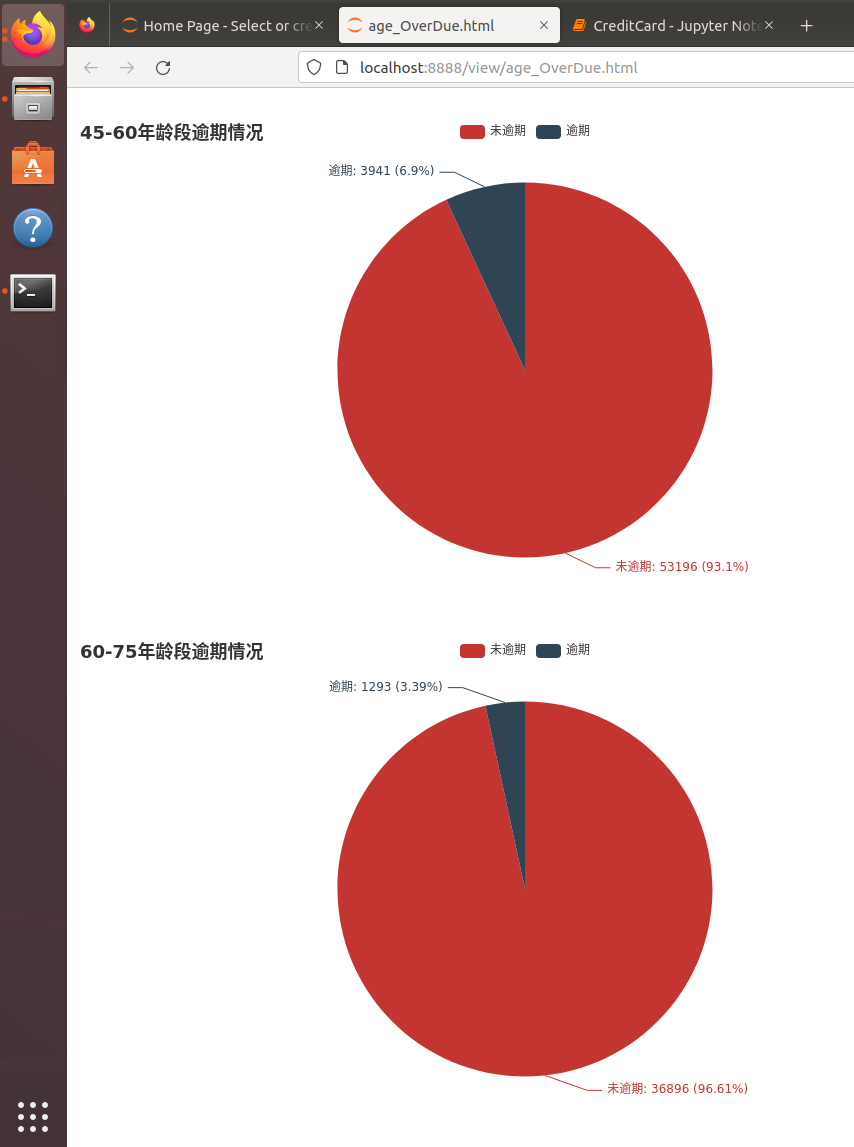 Home Page - Select or cre
age_OverDue.html
CreditCard - Jupyter Note
localhost:8888/view/age_OverDue.html
45-60年龄段逾期情况
未逾期 逾期
逾期: 3941 (6.9%)
未逾期: 53196 (93.1%)
60-75年龄段逾期情况
未逾期 逾期
逾期: 1293 (3.39%)
未逾期: 36896 (96.61%)